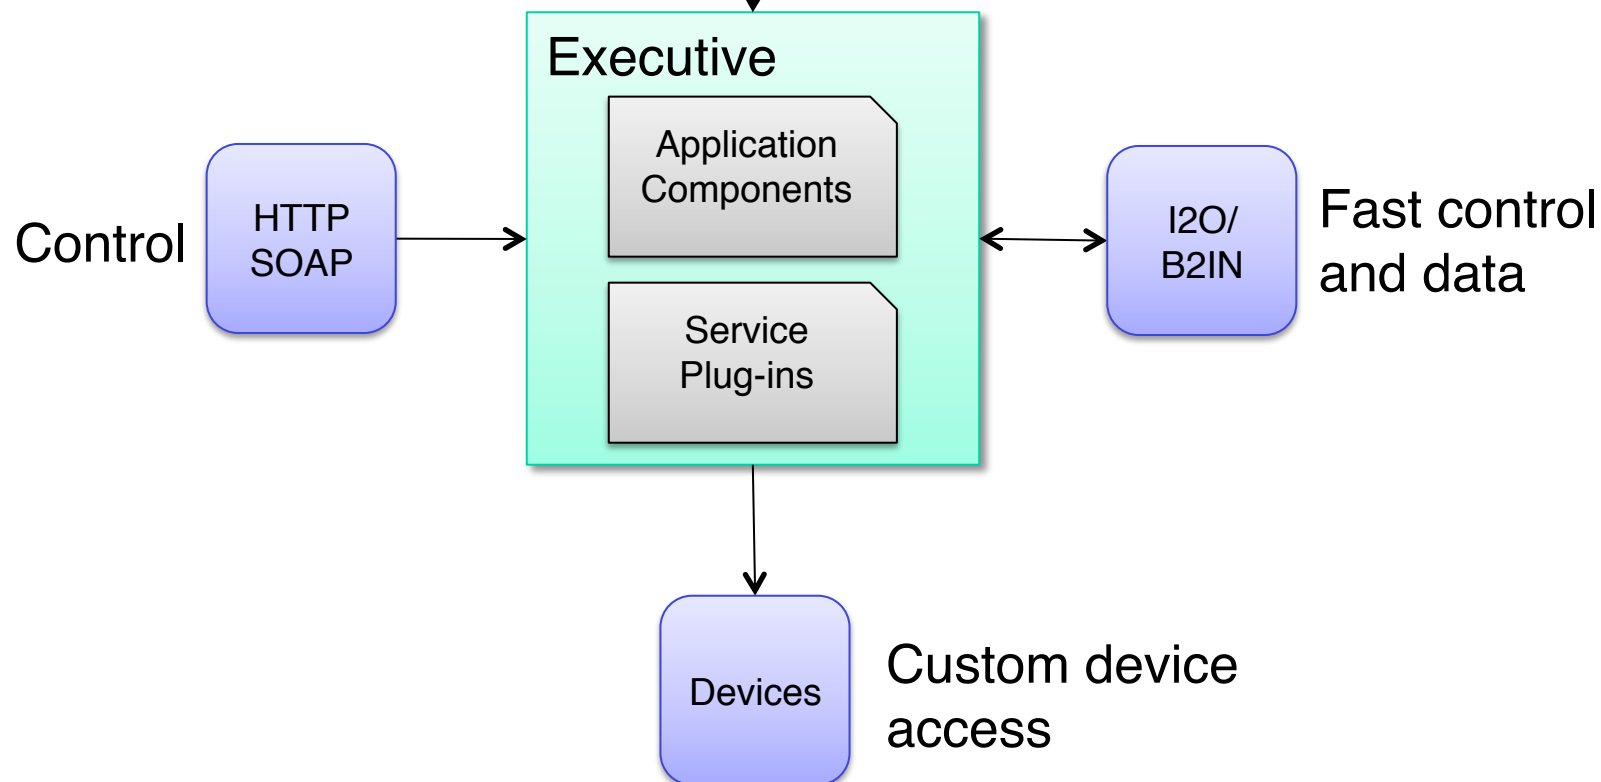 Executive
Application
Components
Control
HTTP
SOAP
I2O/
B2IN
Fast control
and data
Service
Plug-ins
Devices
Custom device
access